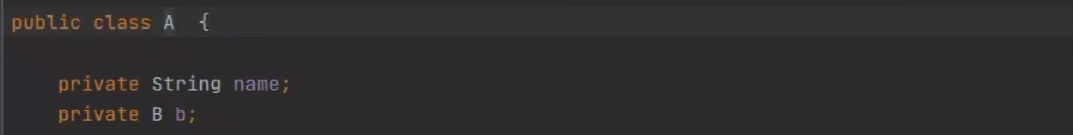 public class A  {
private String name;
private B b;